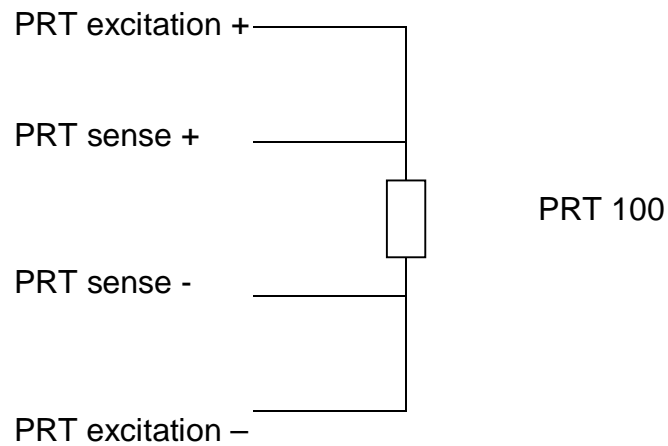 PRT excitation +
PRT sense +
PRT 100
PRT sense -
PRT excitation –